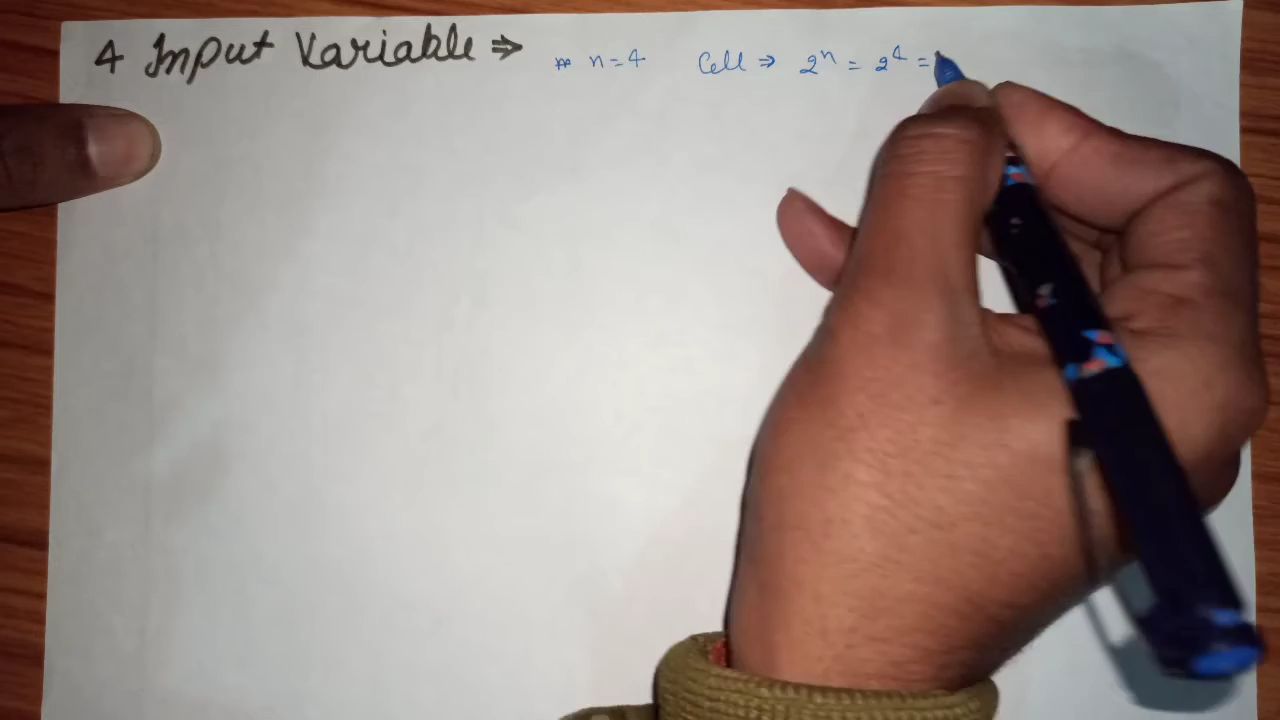 4 Input Variable ⇒ n=4 Cell ⇒ 2ⁿ = 2⁴ =